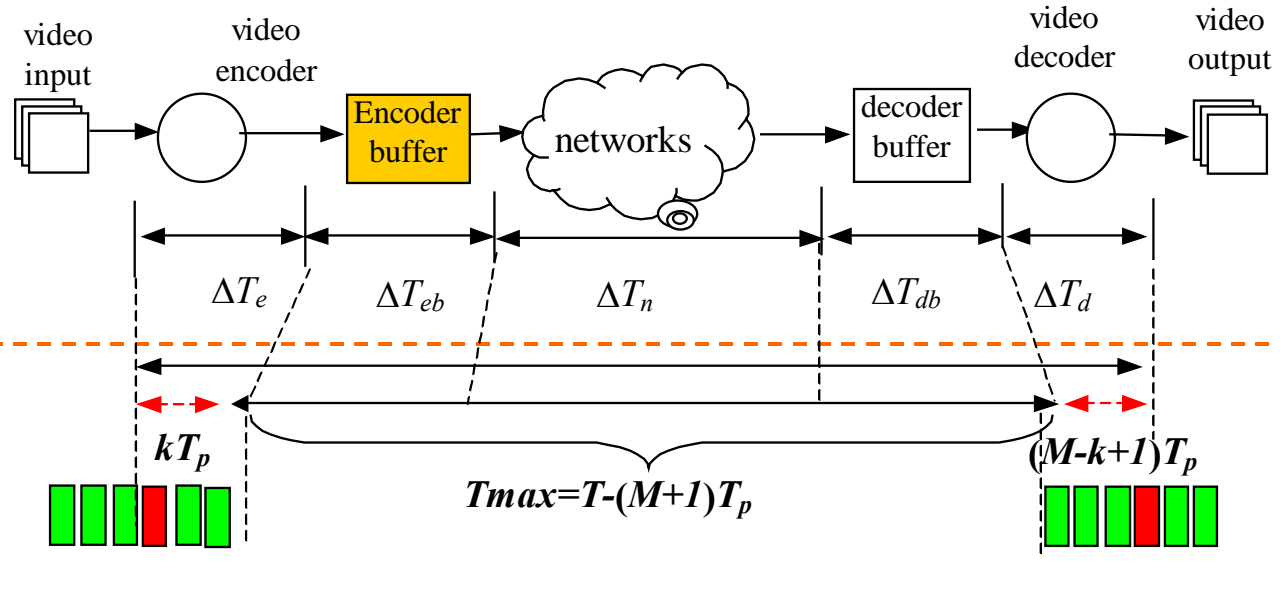 video
input
video
encoder
Encoder
buffer
networks
decoder
buffer
video
decoder
video
output
ΔTe
ΔTeb
ΔTn
ΔTdb
ΔTd
kTp
Tmax=T-(M+1)Tp
(M-k+1)Tp